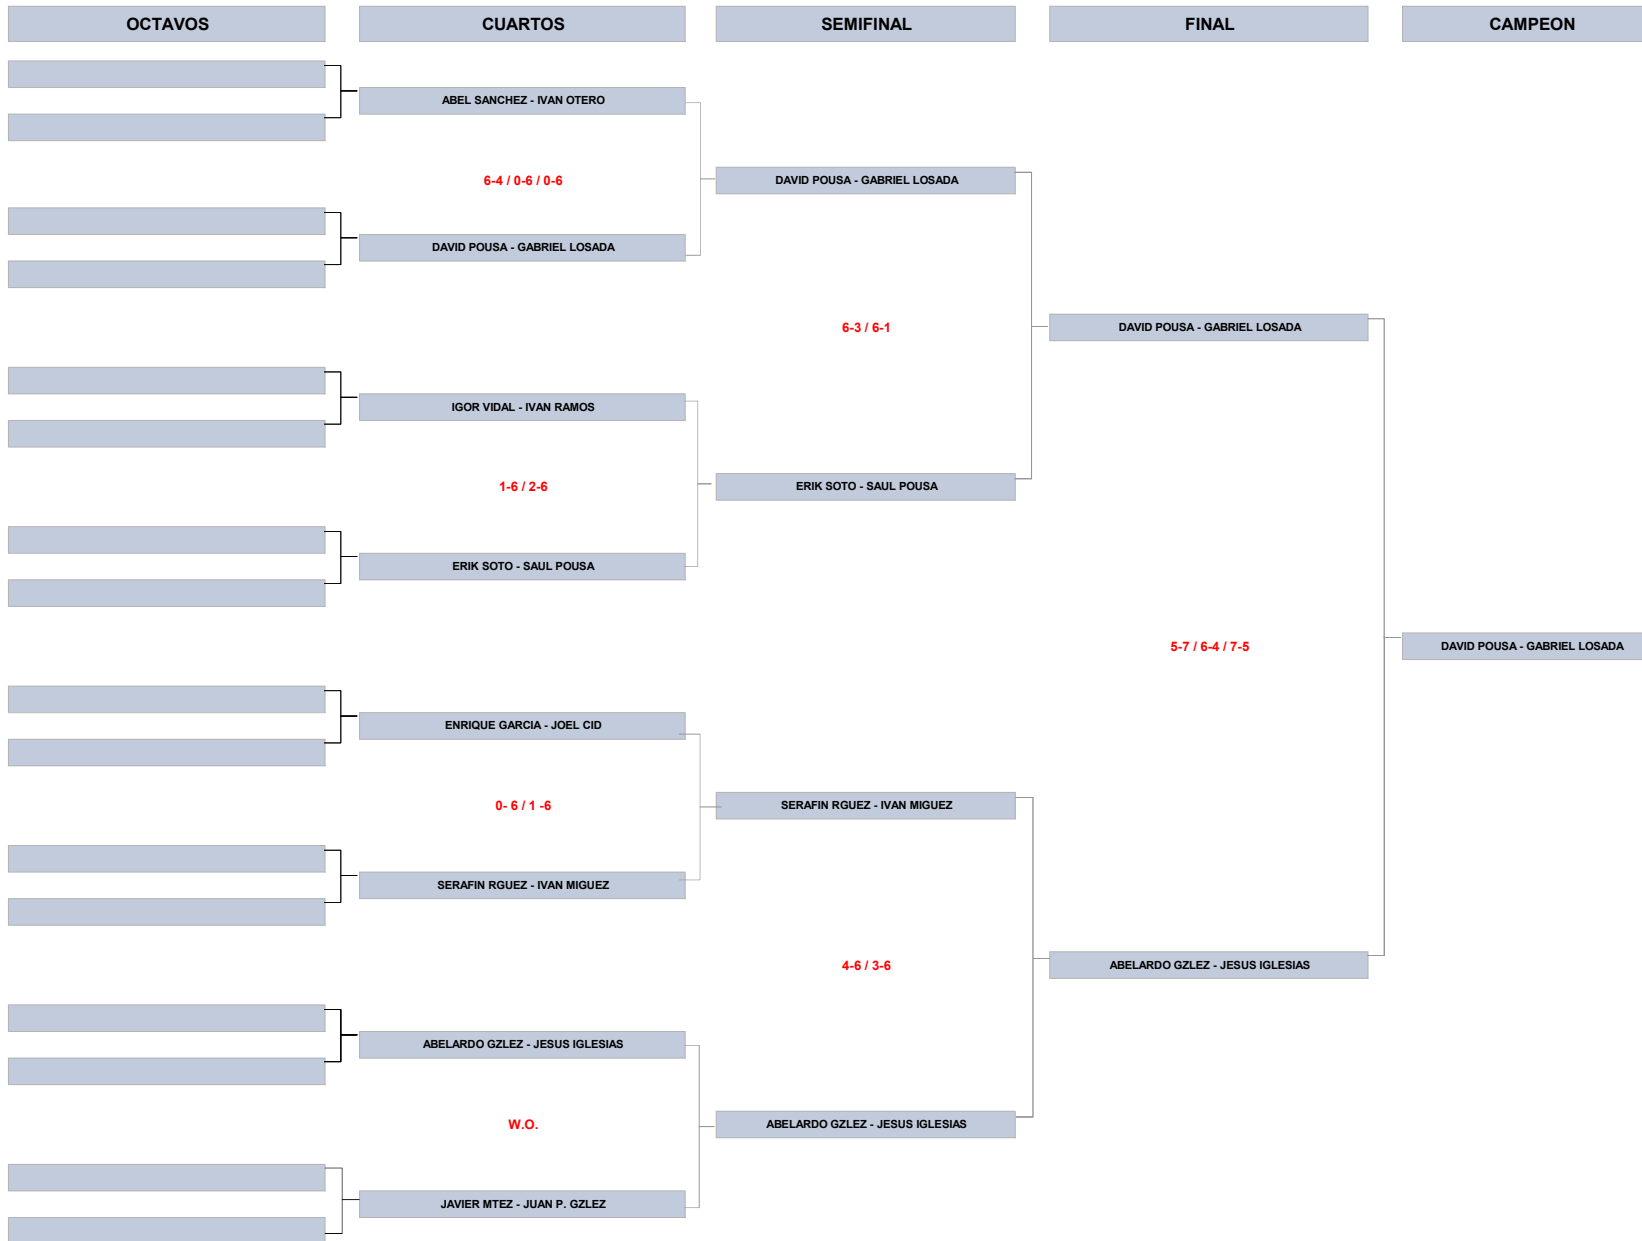 OCTAVOS
CUARTOS
SEMIFINAL
FINAL
CAMPEON
ABEL SANCHEZ - IVAN OTERO
6-4 / 0-6 / 0-6
DAVID POUSA - GABRIEL LOSADA
DAVID POUSA - GABRIEL LOSADA
6-3 / 6-1
DAVID POUSA - GABRIEL LOSADA
IGOR VIDAL - IVAN RAMOS
1-6 / 2-6
ERIK SOTO - SAUL POUSA
ERIK SOTO - SAUL POUSA
5-7 / 6-4 / 7-5
DAVID POUSA - GABRIEL LOSADA
ENRIQUE GARCIA - JOEL CID
0- 6 / 1 -6
SERAFIN RGUEZ - IVAN MIGUEZ
SERAFIN RGUEZ - IVAN MIGUEZ
4-6 / 3-6
ABELARDO GZLEZ - JESUS IGLESIAS
ABELARDO GZLEZ - JESUS IGLESIAS
W.O.
ABELARDO GZLEZ - JESUS IGLESIAS
JAVIER MTEZ - JUAN P. GZLEZ